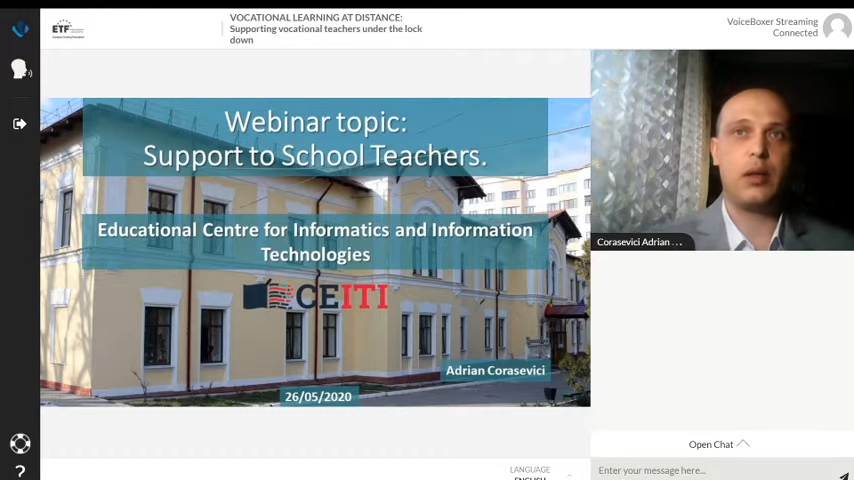 ETF
VOCATIONAL LEARNING AT DISTANCE:
Supporting vocational teachers under the lock
down
VoiceBoxer Streaming
Connected
Webinar topic:
Support to School Teachers.
Educational Centre for Informatics and Information
Technologies
CEITI
Adrian Corasevici
26/05/2020
Corasevici Adrian ...
Open Chat
Enter your message here...
LANGUAGE
ENGLISH
?